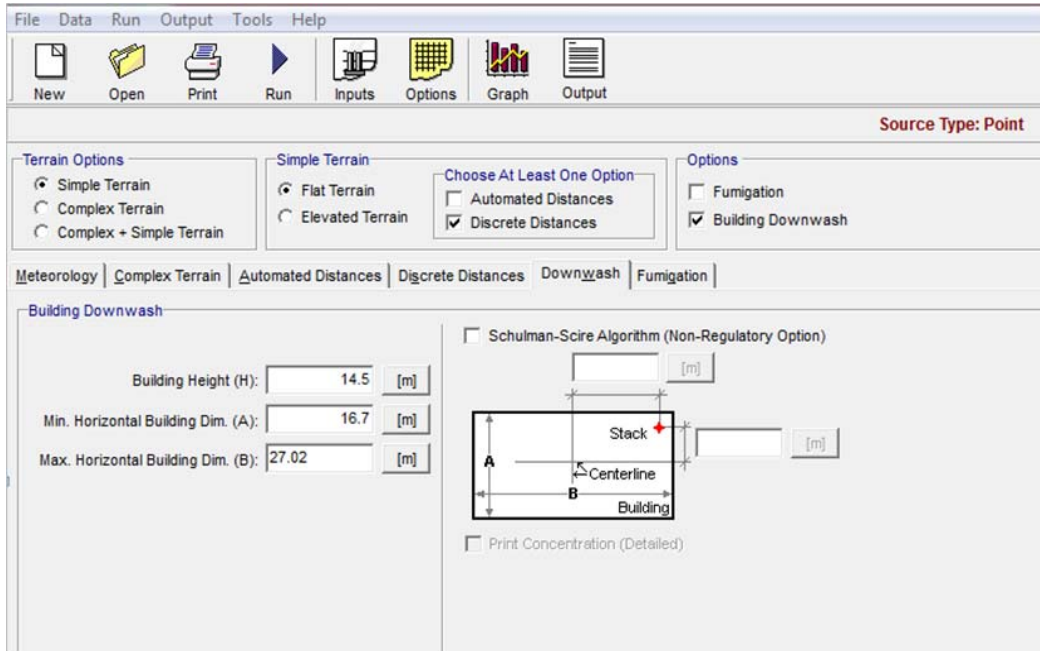 File Data Run Output Tools Help
New Open Print Run Inputs Options Graph Output
Source Type: Point
Terrain Options
Simple Terrain
Complex Terrain
Complex + Simple Terrain
Simple Terrain
Flat Terrain
Elevated Terrain
Choose At Least One Option
Automated Distances
Discrete Distances
Options
Fumigation
Building Downwash
Meteorology Complex Terrain Automated Distances Discrete Distances Downwash Fumigation
Building Downwash
Building Height (H): 14.5 [m]
Min. Horizontal Building Dim. (A): 16.7 [m]
Max. Horizontal Building Dim. (B): 27.02 [m]
Schulman-Scire Algorithm (Non-Regulatory Option)
[m]
Stack
[m]
A
Centerline
B
Building
Print Concentration (Detailed)